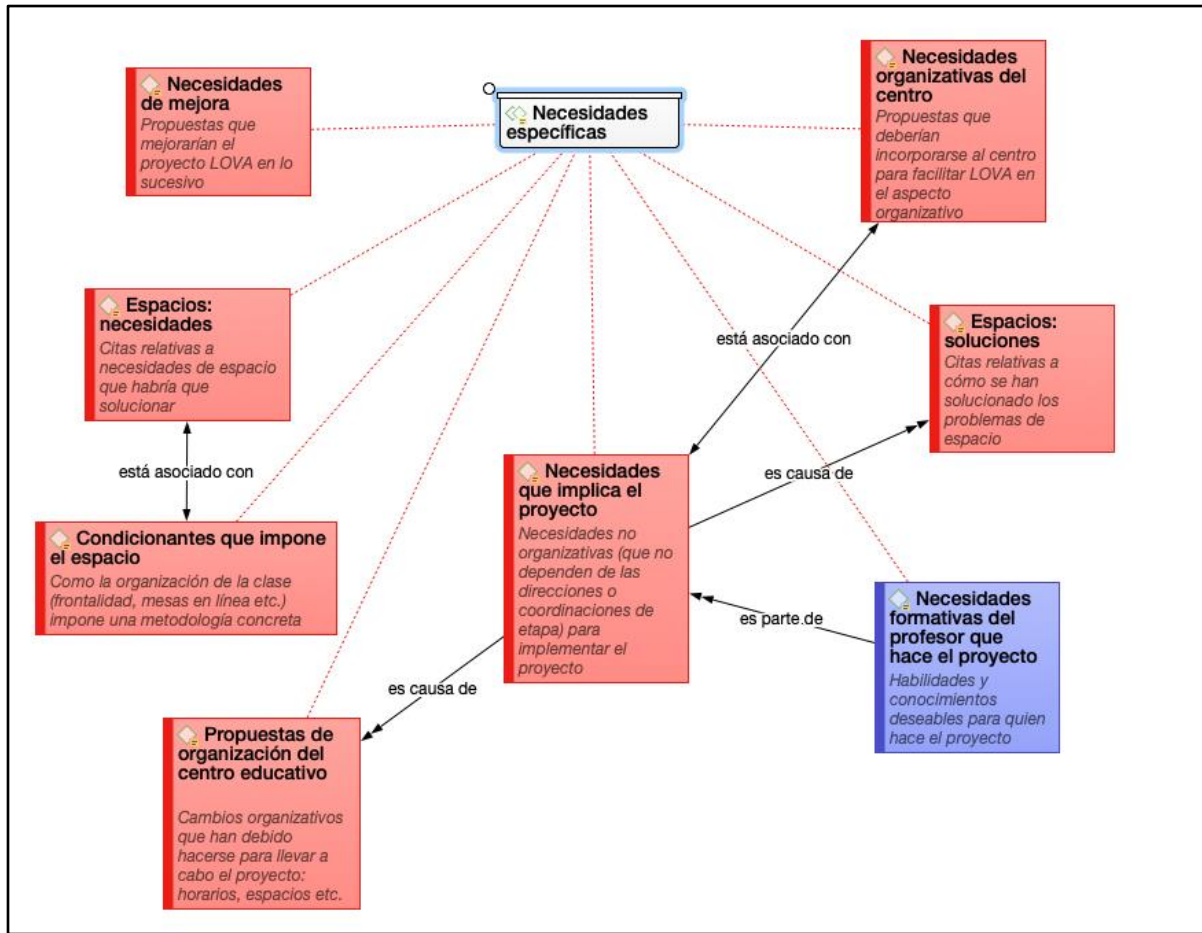 Necesidades
de mejora
Propuestas que
mejorarían el
proyecto LOVA en lo
sucesivo
Necesidades
específicas
Necesidades
organizativas del
centro
Propuestas que
deberían
incorporarse al centro
para facilitar LOVA en
el aspecto
organizativo
Espacios:
necesidades
Citas relativas a
necesidades de espacio
que habría que
solucionar
está asociado con
Espacios:
soluciones
Citas relativas a
cómo se han
solucionado los
problemas de
espacio
está asociado con
Condicionantes que impone
el espacio
Como la organización de la clase
(frontalidad, mesas en línea etc.)
impone una metodología concreta
Necesidades
que implica el
proyecto
Necesidades no
organizativas (que no
dependen de las
direcciones o
coordinaciones de
etapa) para
implementar el
proyecto
es causa de
es parte de
Necesidades
formativas del
profesor que
hace el proyecto
Habilidades y
conocimientos
deseables para quien
hace el proyecto
es causa de
Propuestas de
organización del
centro educativo
Cambios organizativos
que han debido
hacerse para llevar a
cabo el proyecto:
horarios, espacios etc.